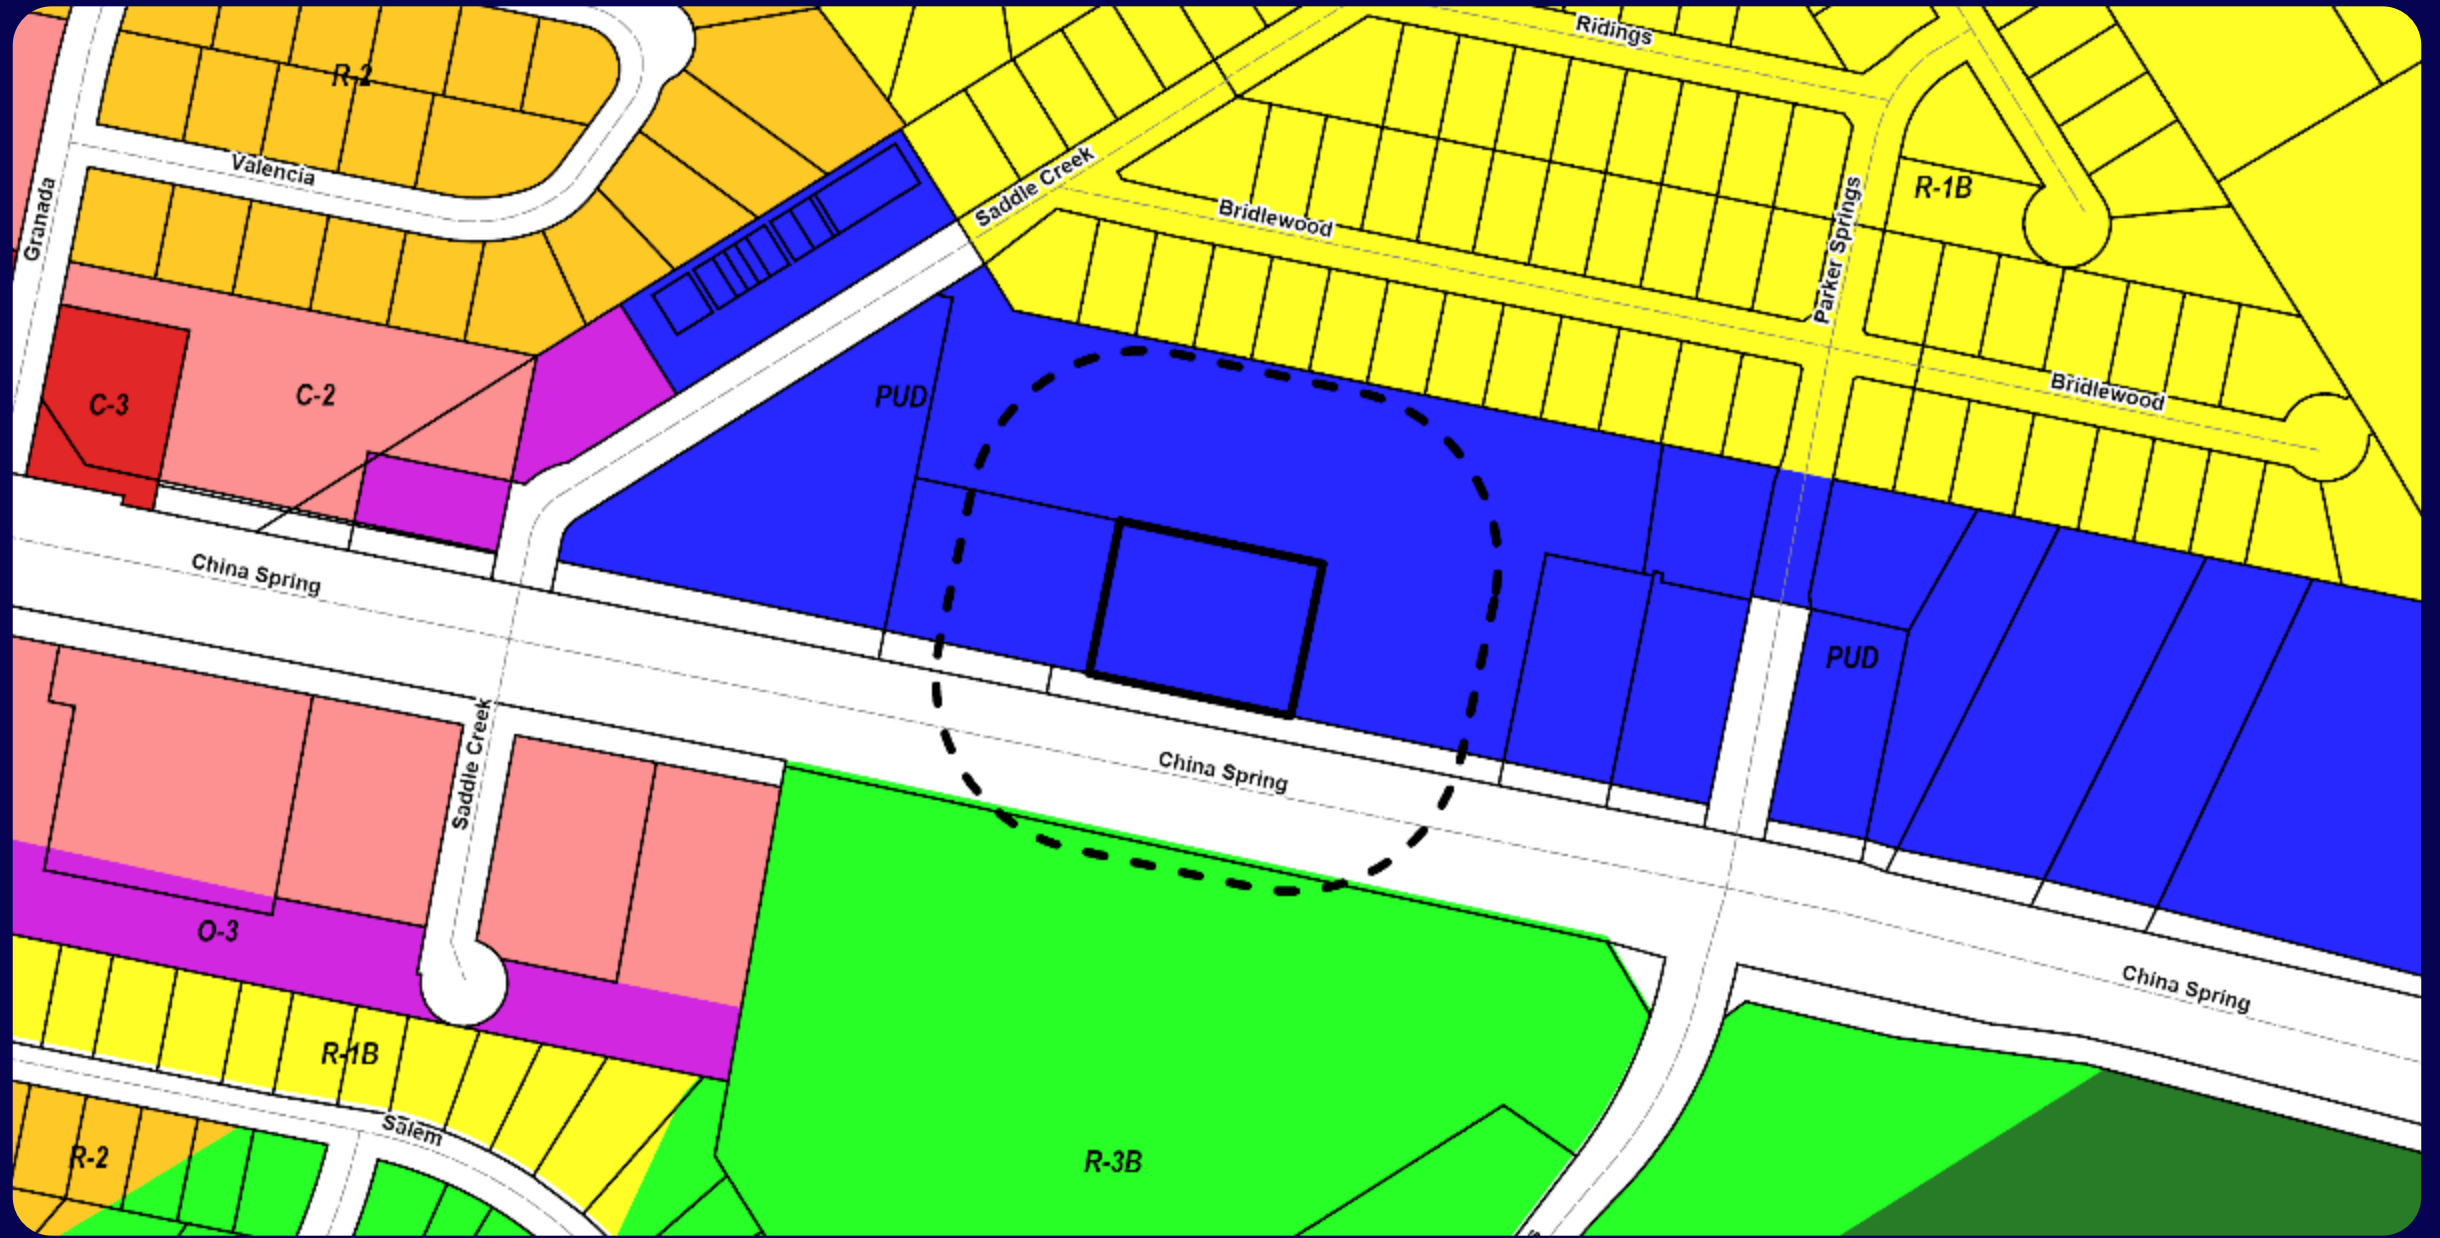 Ridings
R-2
Valencia
Saddle Creek
R-1B
Granada
Bridlewood
Parker Springs
C-3
C-2
PUD
Bridlewood
China Spring
PUD
Saddle Creek
China Spring
O-3
China Spring
R-1B
Salem
R-2
R-3B